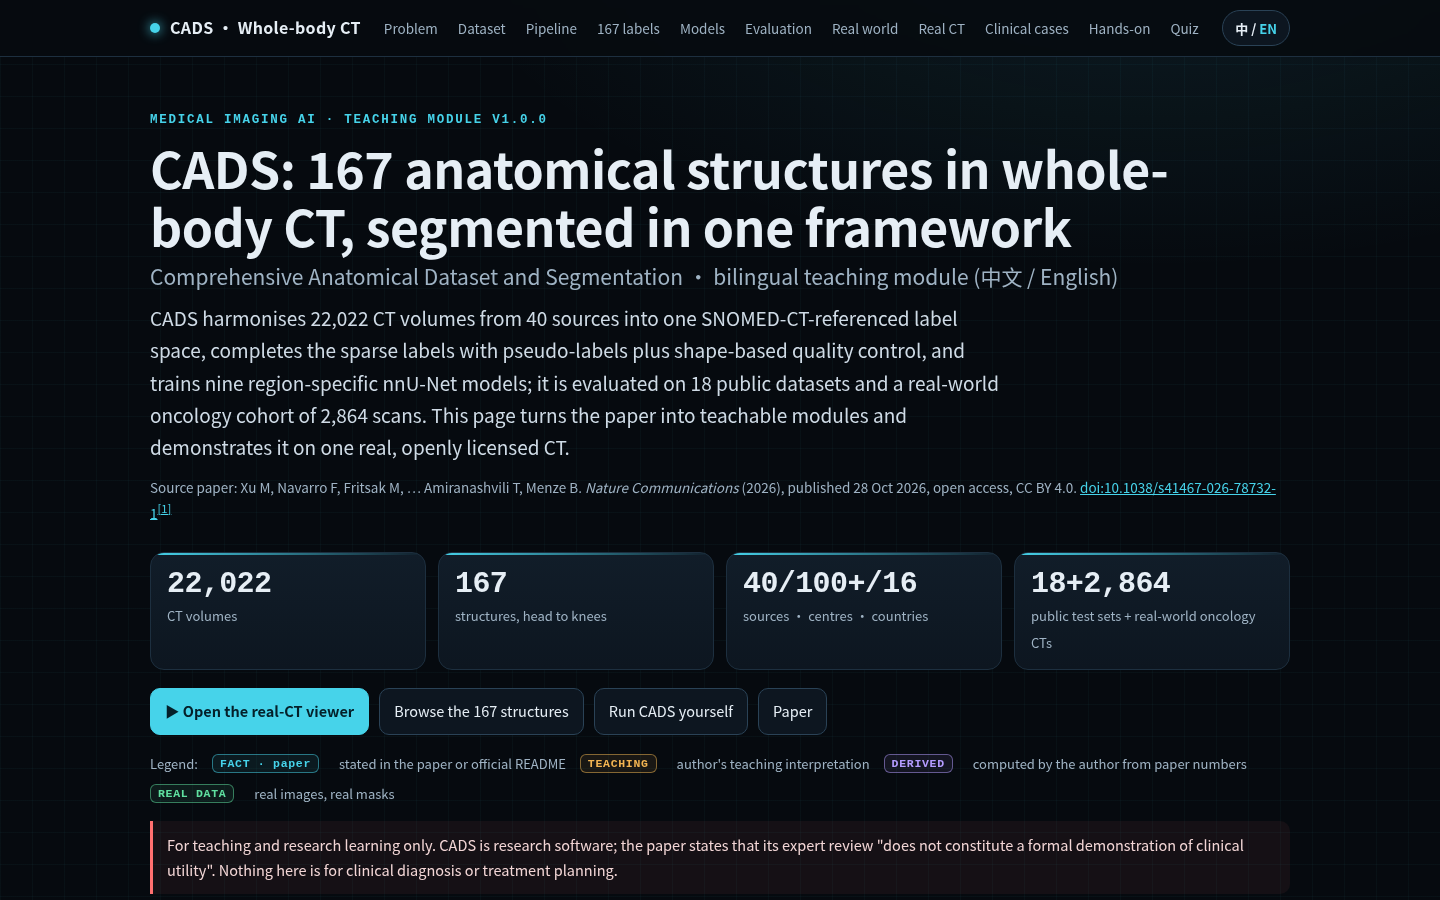 CADS · Whole-body CT Problem Dataset Pipeline 167 labels Models Evaluation Real world Real CT Clinical cases Hands-on Quiz 中 / EN
MEDICAL IMAGING AI · TEACHING MODULE V1.0.0
CADS: 167 anatomical structures in whole-
body CT, segmented in one framework
Comprehensive Anatomical Dataset and Segmentation · bilingual teaching module (中文 / English)
CADS harmonises 22,022 CT volumes from 40 sources into one SNOMED-CT-referenced label
space, completes the sparse labels with pseudo-labels plus shape-based quality control, and
trains nine region-specific nnU-Net models; it is evaluated on 18 public datasets and a real-world
oncology cohort of 2,864 scans. This page turns the paper into teachable modules and
demonstrates it on one real, openly licensed CT.
Source paper: Xu M, Navarro F, Fritsak M, … Amiranashvili T, Menze B. Nature Communications (2026), published 28 Oct 2026, open access, CC BY 4.0. doi:10.1038/s41467-026-78732-
1[1]
22,022 167 40/100+/16 18+2,864
CT volumes structures, head to knees sources · centres · countries public test sets + real-world oncology
CTs
▶ Open the real-CT viewer Browse the 167 structures Run CADS yourself Paper
Legend: FACT · paper stated in the paper or official README TEACHING author's teaching interpretation DERIVED computed by the author from paper numbers
REAL DATA real images, real masks
For teaching and research learning only. CADS is research software; the paper states that its expert review "does not constitute a formal demonstration of clinical
utility". Nothing here is for clinical diagnosis or treatment planning.